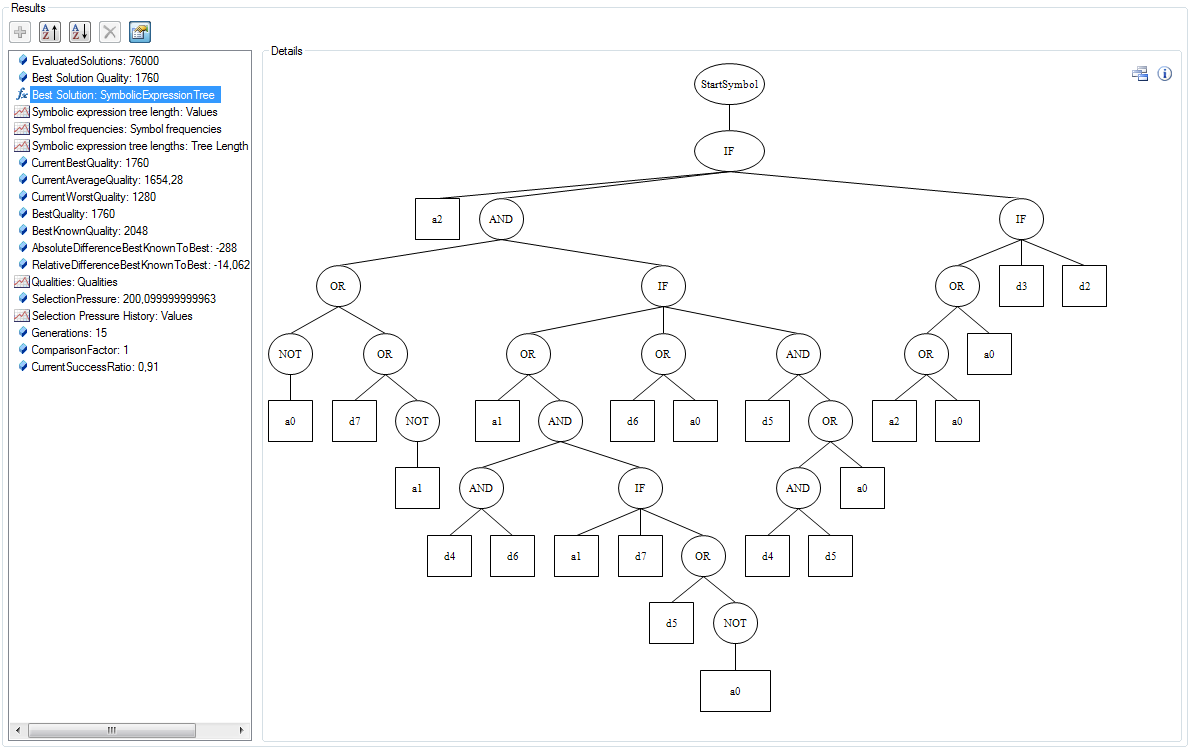 Results
EvaluatedSolutions: 76000
Best Solution Quality: 1760
Best Solution: SymbolicExpressionTree
Symbolic expression tree length: Values
Symbol frequencies: Symbol frequencies
Symbolic expression tree lengths: Tree Length
CurrentBestQuality: 1760
CurrentAverageQuality: 1654,28
CurrentWorstQuality: 1280
BestQuality: 1760
BestKnownQuality: 2048
AbsoluteDifferenceBestKnownToBest: -288
RelativeDifferenceBestKnownToBest: -14,062
Qualities: Qualities
SelectionPressure: 200,099999999963
Selection Pressure History: Values
Generations: 15
ComparisonFactor: 1
CurrentSuccessRatio: 0,91
Details
StartSymbol
IF
a2 AND IF
OR IF OR d3 d2
NOT OR OR OR AND OR a0
a0 d7 NOT a1 AND d6 a0 d5 OR a2 a0
a1 AND IF AND a0
d4 d6 a1 d7 OR d4 d5
d5 NOT
a0